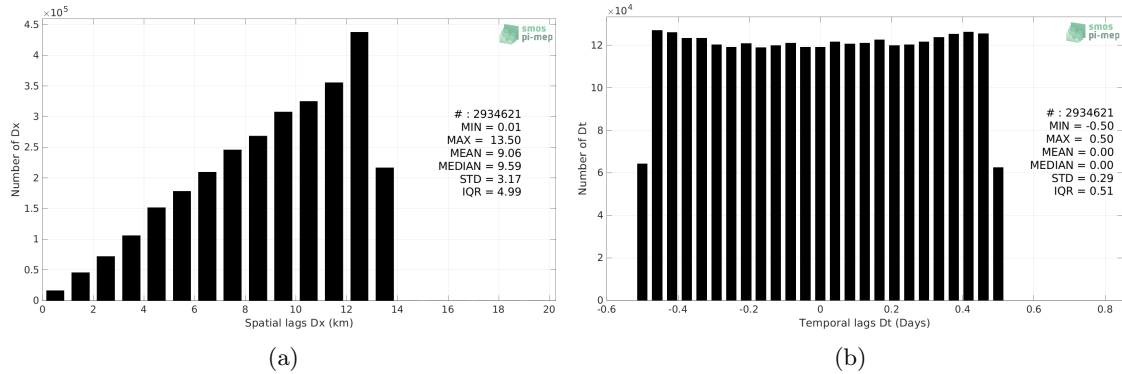 ×10⁵
4.5
4
3.5
3
2.5
2
1.5
1
0.5
0
Number of Dx
0 2 4 6 8 10 12 14 16 18 20
Spatial lags Dx (km)
smos
pi-mep
# : 2934621
MIN = 0.01
MAX = 13.50
MEAN = 9.06
MEDIAN = 9.59
STD = 3.17
IQR = 4.99
(a)
×10⁴
12
10
8
6
4
2
0
Number of Dt
-0.6 -0.4 -0.2 0 0.2 0.4 0.6 0.8
Temporal lags Dt (Days)
smos
pi-mep
# : 2934621
MIN = -0.50
MAX = 0.50
MEAN = 0.00
MEDIAN = 0.00
STD = 0.29
IQR = 0.51
(b)